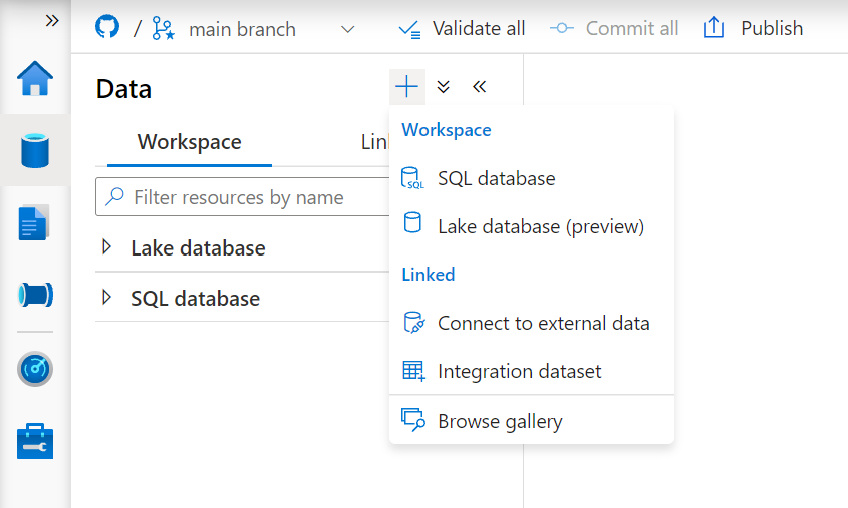 / main branch Validate all Commit all Publish
Data
Workspace
Filter resources by name
Lake database
SQL database
Workspace
SQL database
Lake database (preview)
Linked
Connect to external data
Integration dataset
Browse gallery